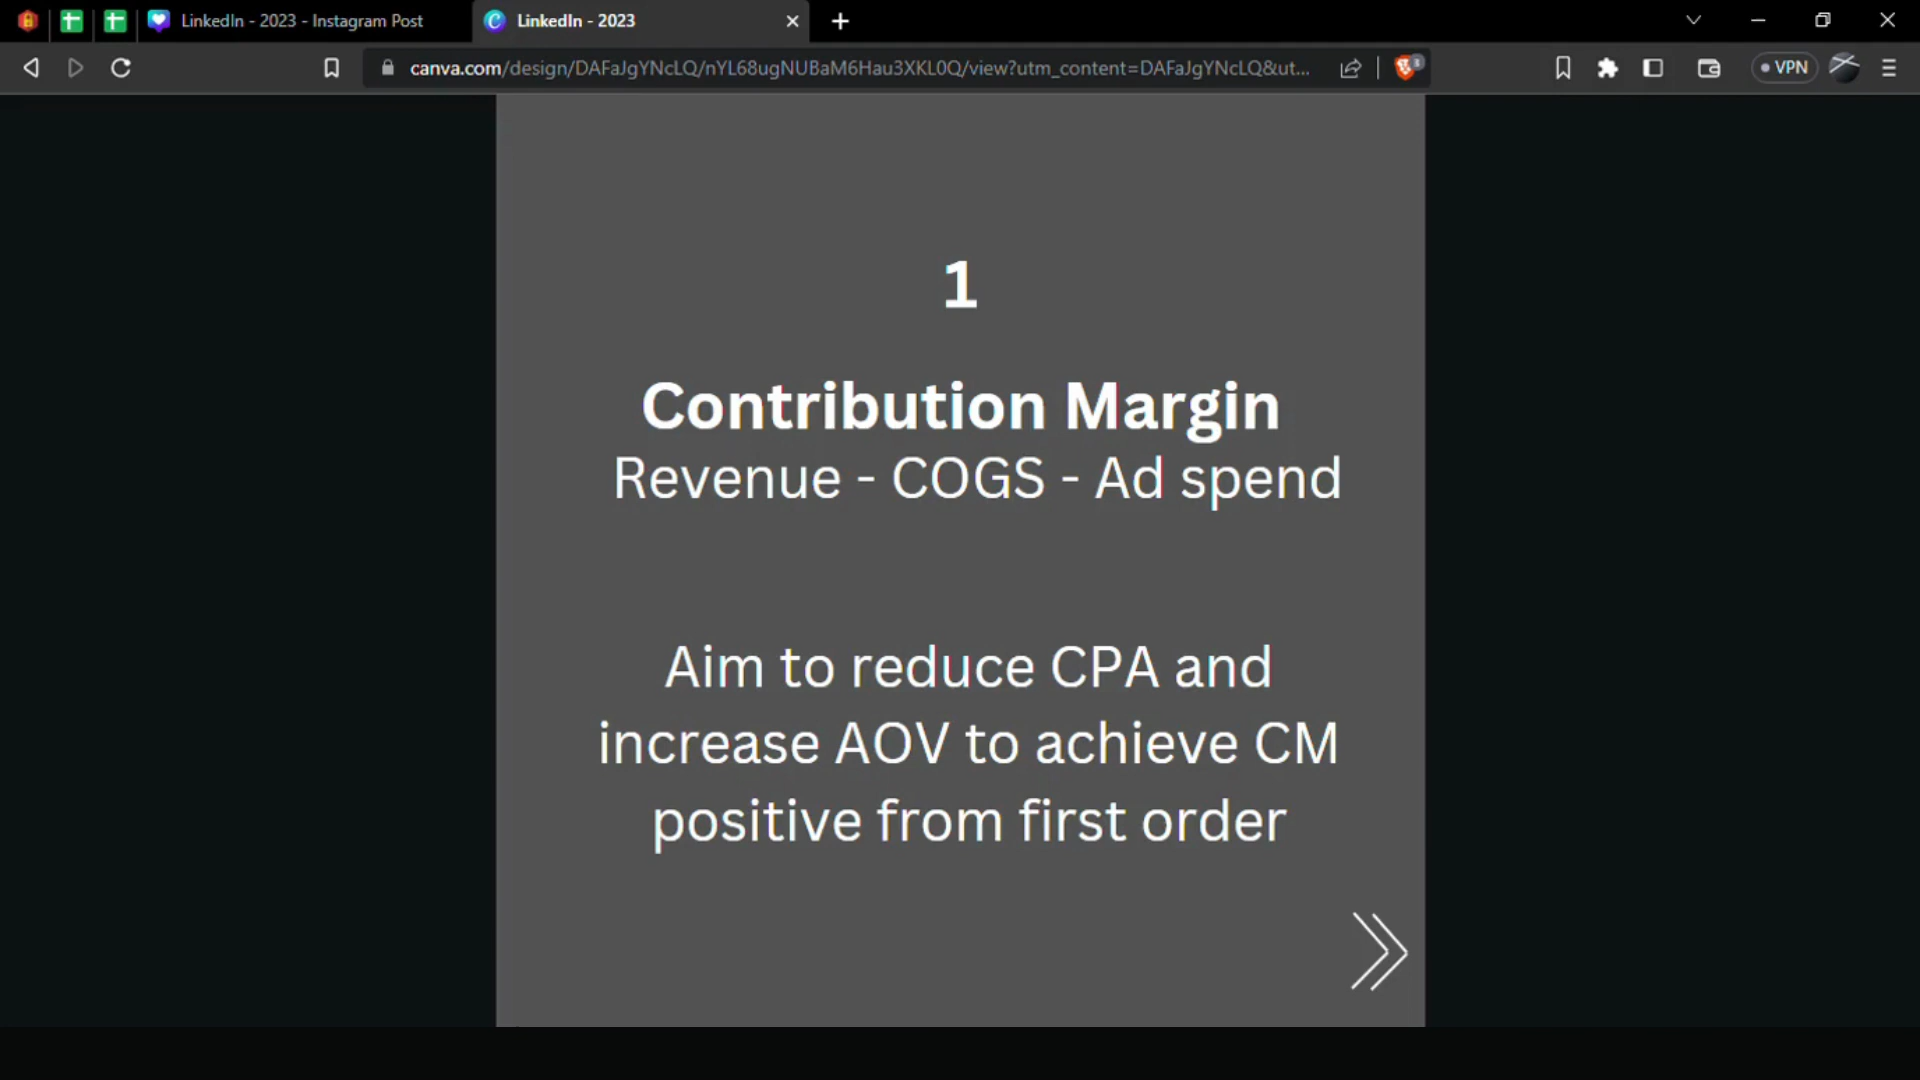 LinkedIn - 2023 - Instagram Post
LinkedIn - 2023
canva.com/design/DAFaJgYNcLQ/nYL68ugNUBaM6Hau3XKL0Q/view?utm_content=DAFaJgYNcLQ&ut...
3
VPN
1
Contribution Margin
Revenue - COGS - Ad spend
Aim to reduce CPA and
increase AOV to achieve CM
positive from first order